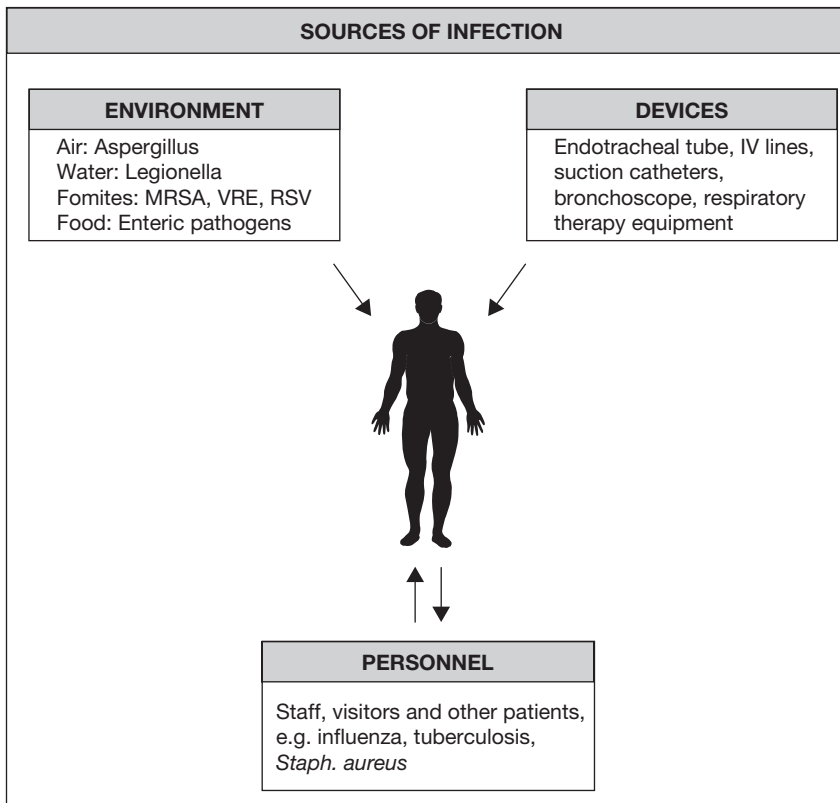 SOURCES OF INFECTION
ENVIRONMENT
Air: Aspergillus
Water: Legionella
Fomites: MRSA, VRE, RSV
Food: Enteric pathogens
DEVICES
Endotracheal tube, IV lines,
suction catheters,
bronchoscope, respiratory
therapy equipment
PERSONNEL
Staff, visitors and other patients,
e.g. influenza, tuberculosis,
Staph. aureus